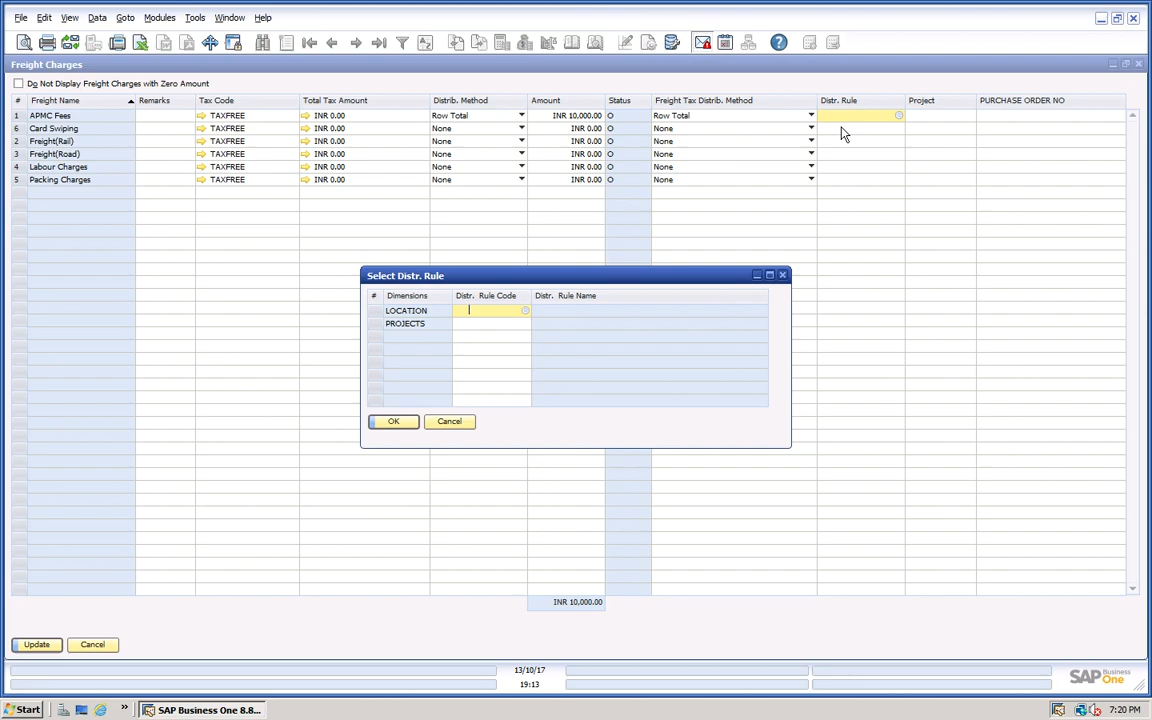 File Edit View Data Goto Modules Tools Window Help
Freight Charges
Do Not Display Freight Charges with Zero Amount
# Freight Name Remarks Tax Code Total Tax Amount Distrib. Method Amount Status Freight Tax Distrib. Method Distr. Rule Project PURCHASE ORDER NO
1 APMC Fees TAXFREE INR 0.00 Row Total INR 10,000.00 O Row Total
6 Card Swiping TAXFREE INR 0.00 None INR 0.00 O None
2 Freight(Rail) TAXFREE INR 0.00 None INR 0.00 O None
3 Freight(Road) TAXFREE INR 0.00 None INR 0.00 O None
4 Labour Charges TAXFREE INR 0.00 None INR 0.00 O None
5 Packing Charges TAXFREE INR 0.00 None INR 0.00 O None
Select Distr. Rule
# Dimensions Distr. Rule Code Distr. Rule Name
LOCATION
PROJECTS
OK Cancel
INR 10,000.00
Update Cancel
13/10/17
19:13
SAP Business One
Start SAP Business One 8.8... 7:20 PM